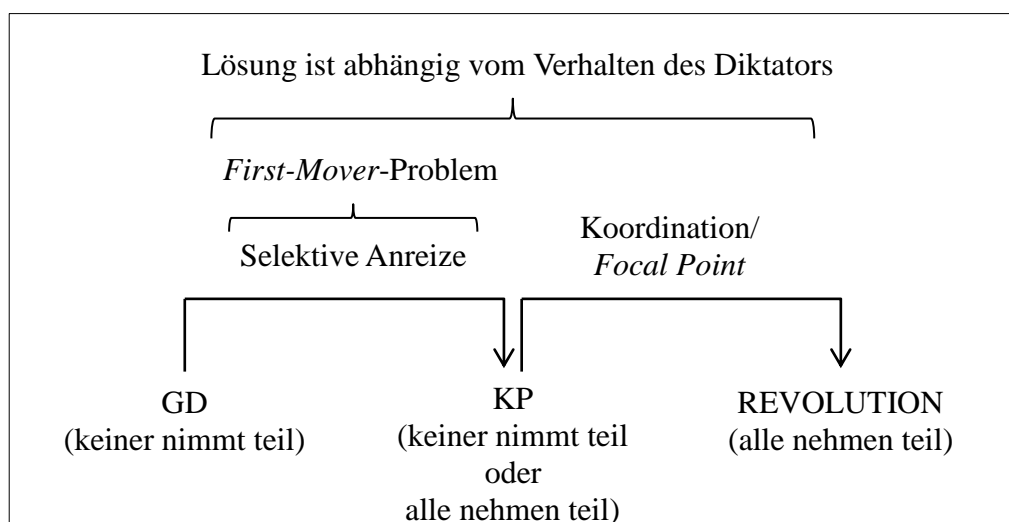 Lösung ist abhängig vom Verhalten des Diktators
First-Mover-Problem
Selektive Anreize
Koordination/
Focal Point
GD
(keiner nimmt teil)
KP
(keiner nimmt teil
oder
alle nehmen teil)
REVOLUTION
(alle nehmen teil)